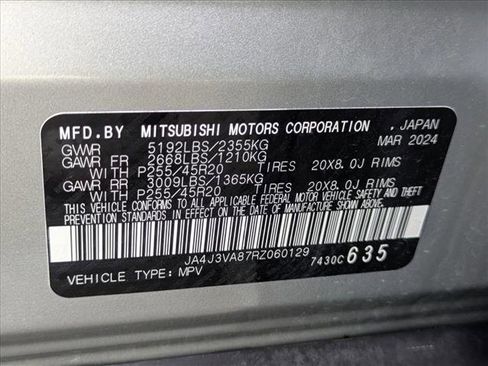 MFD.BY MITSUBISHI MOTORS CORPORATION , JAPAN
GVWR 5192LBS/2355KG MAR 2024
GAWR FR 2668LBS/1210KG
WITH P255/45R20 TIRES 20X8.0J RIMS
GAWR RR 3009LBS/1365KG
WITH P255/45R20 TIRES 20X8.0J RIMS
THIS VEHICLE CONFORMS TO ALL APPLICABLE FEDERAL MOTOR VEHICLE SAFETY AND
THEFT PREVENTION STANDARDS IN EFFECT ON THE DATE OF MANUFACTURE SHOWN ABOVE.
JA4J3VA87RZ060129
VEHICLE TYPE: MPV 7430C 635